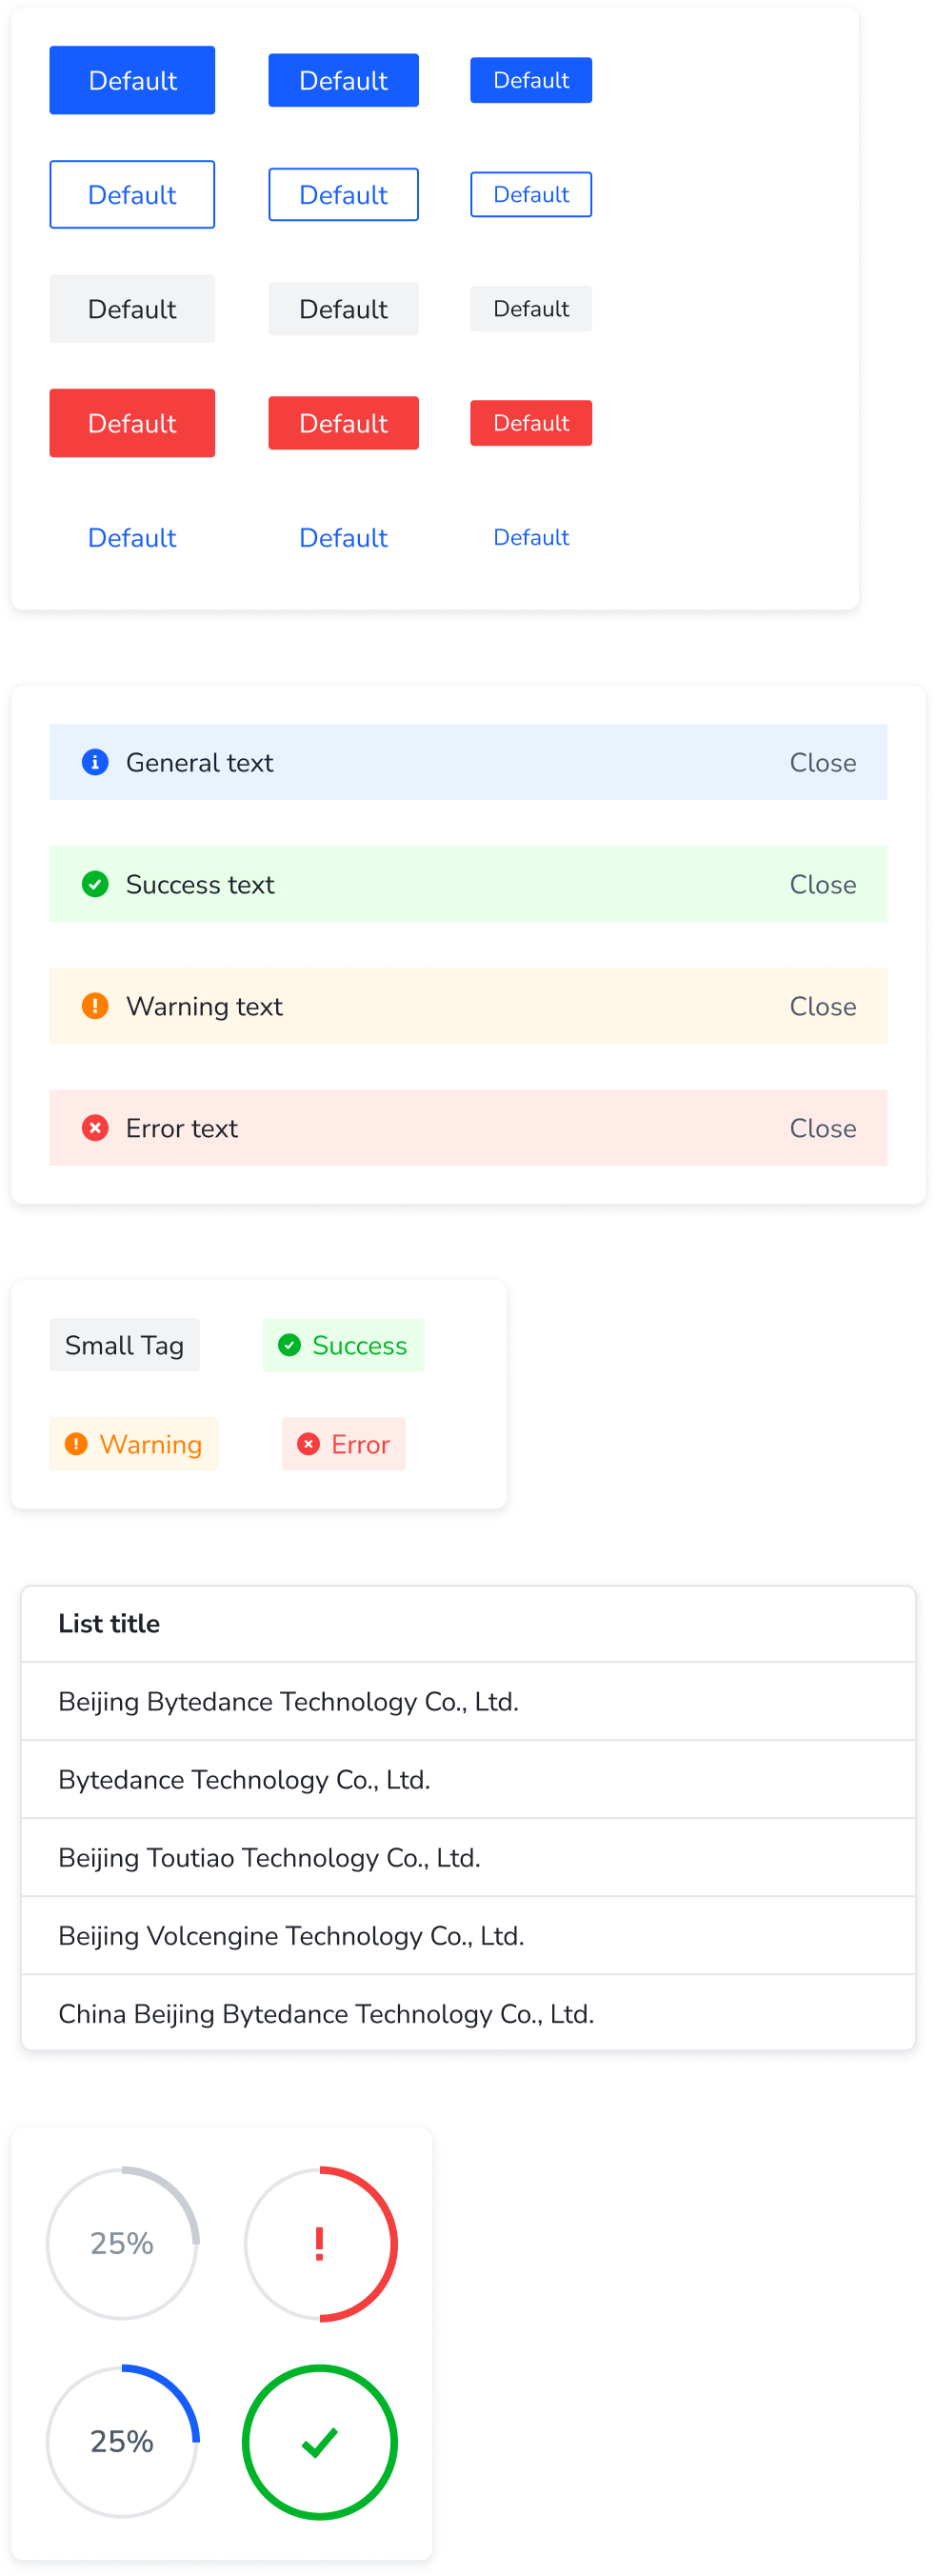 Default Default Default
Default Default Default
Default Default Default
Default Default Default
Default Default Default
General text Close
Success text Close
Warning text Close
Error text Close
Small Tag Success
Warning Error
List title
Beijing Bytedance Technology Co., Ltd.
Bytedance Technology Co., Ltd.
Beijing Toutiao Technology Co., Ltd.
Beijing Volcengine Technology Co., Ltd.
China Beijing Bytedance Technology Co., Ltd.
25% !
25%